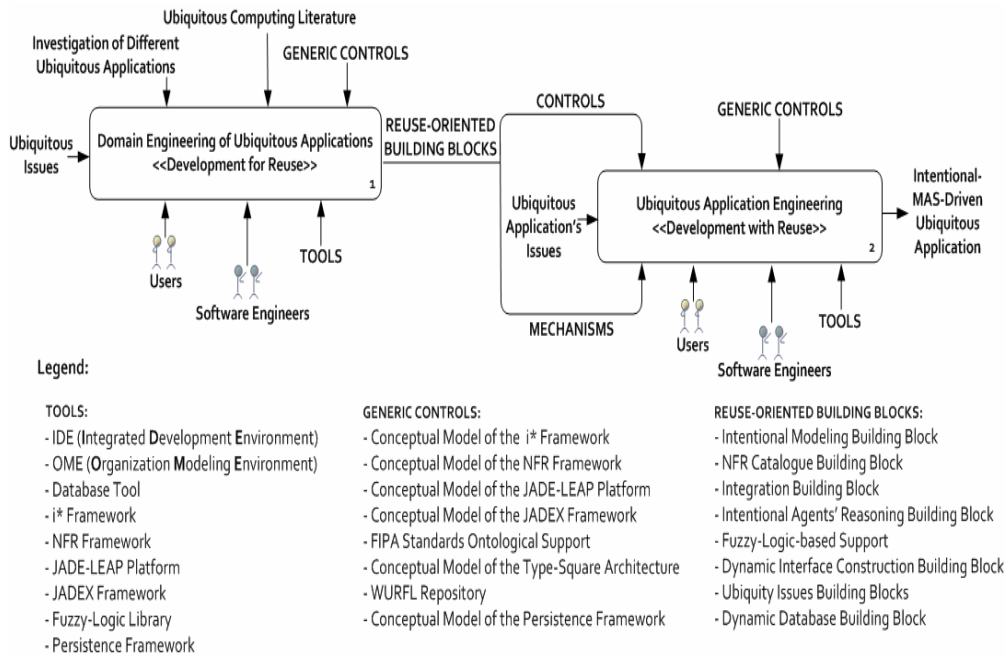 Ubiquitous Computing Literature
Investigation of Different
Ubiquitous Applications
GENERIC CONTROLS
Ubiquitous
Issues
Domain Engineering of Ubiquitous Applications
<<Development for Reuse>>
1
REUSE-ORIENTED
BUILDING BLOCKS
Users
Software Engineers
TOOLS
CONTROLS
GENERIC CONTROLS
Ubiquitous
Application's
Issues
Ubiquitous Application Engineering
<<Development with Reuse>>
2
Intentional-
MAS-Driven
Ubiquitous
Application
MECHANISMS
Users
Software Engineers
TOOLS
Legend:
TOOLS:
- IDE (Integrated Development Environment)
- OME (Organization Modeling Environment)
- Database Tool
- i* Framework
- NFR Framework
- JADE-LEAP Platform
- JADEX Framework
- Fuzzy-Logic Library
- Persistence Framework
GENERIC CONTROLS:
- Conceptual Model of the i* Framework
- Conceptual Model of the NFR Framework
- Conceptual Model of the JADE-LEAP Platform
- Conceptual Model of the JADEX Framework
- FIPA Standards Ontological Support
- Conceptual Model of the Type-Square Architecture
- WURFL Repository
- Conceptual Model of the Persistence Framework
REUSE-ORIENTED BUILDING BLOCKS:
- Intentional Modeling Building Block
- NFR Catalogue Building Block
- Integration Building Block
- Intentional Agents' Reasoning Building Block
- Fuzzy-Logic-based Support
- Dynamic Interface Construction Building Block
- Ubiquity Issues Building Blocks
- Dynamic Database Building Block